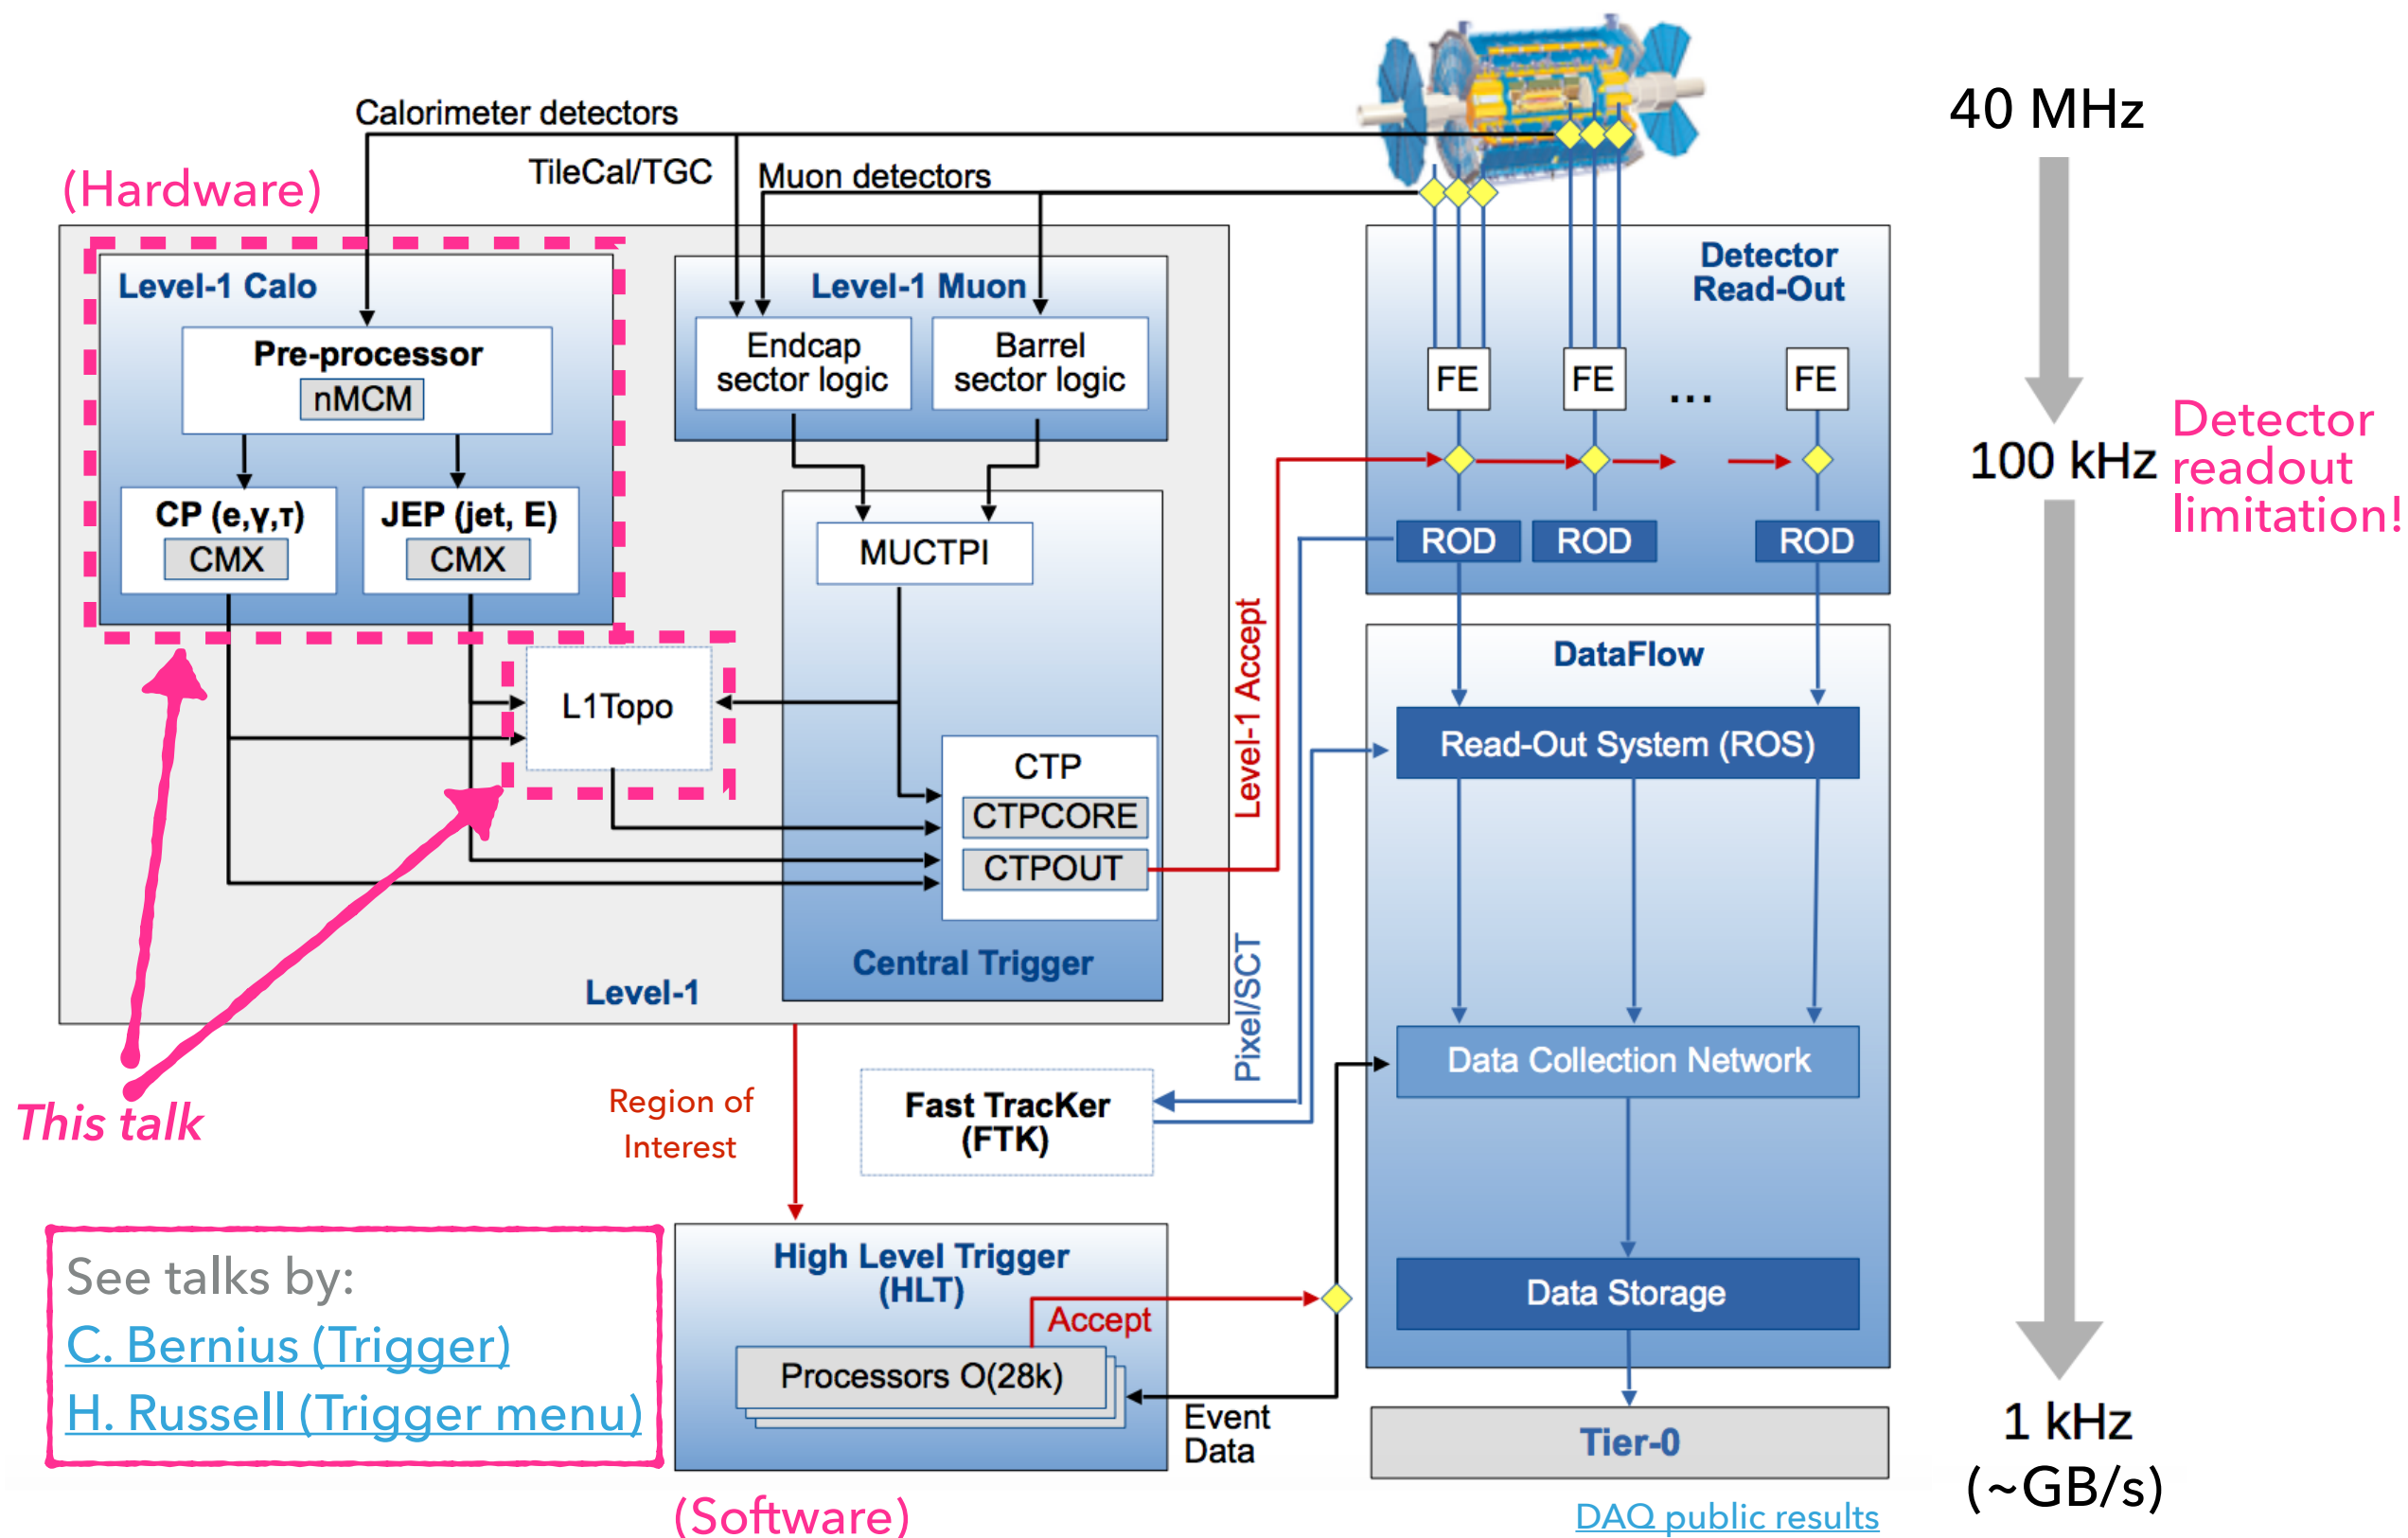 Calorimeter detectors
40 MHz
TileCal/TGC
Muon detectors
(Hardware)
Level-1 Calo
Pre-processor
nMCM
CP (e,γ,τ)
CMX
JEP (jet, E)
CMX
Level-1 Muon
Endcap
sector logic
Barrel
sector logic
MUCTPI
L1Topo
CTP
CTPCORE
CTPOUT
Central Trigger
Level-1
Level-1 Accept
Pixel/SCT
Detector
Read-Out
FE
FE
...
FE
ROD
ROD
ROD
100 kHz
Detector
readout
limitation!
DataFlow
Read-Out System (ROS)
Data Collection Network
Data Storage
Tier-0
This talk
Region of
Interest
Fast TracKer
(FTK)
High Level Trigger
(HLT)
Accept
Processors O(28k)
Event
Data
See talks by:
C. Bernius (Trigger)
H. Russell (Trigger menu)
1 kHz
(~GB/s)
(Software)
DAQ public results